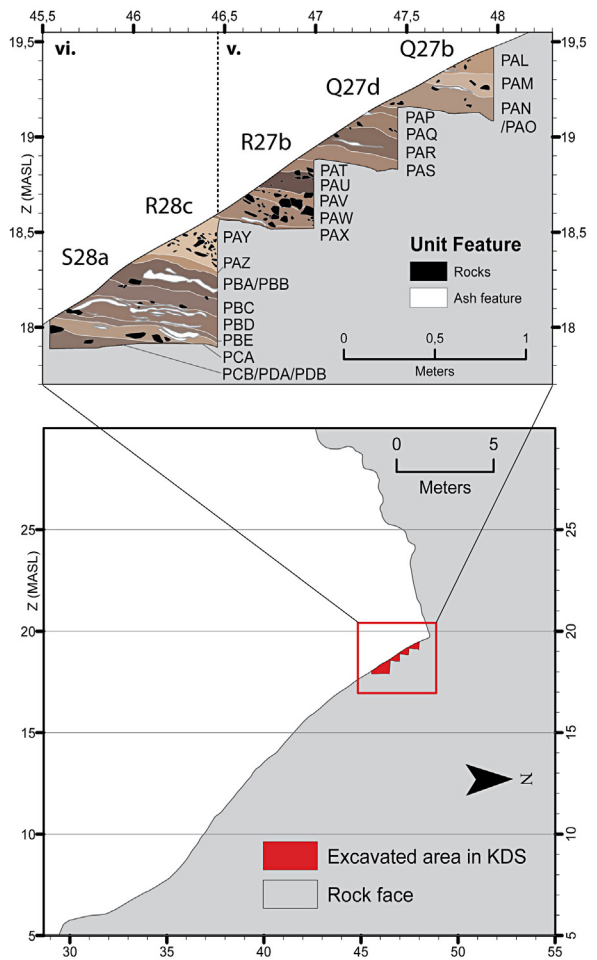 45.5 46 46.5 47 47.5 48
vi. v.
19,5 19,5
19 19
18,5 18,5
18 18
Z (MASL)
Q27b
Q27d
R27b
R28c
S28a
PAL
PAM
PAN
/PAO
PAP
PAQ
PAR
PAS
PAT
PAU
PAV
PAW
PAX
PAY
PAZ
PBA/PBB
PBC
PBD
PBE
PCA
PCB/PDA/PDB
Unit Feature
Rocks
Ash feature
0 0,5 1
Meters
0 5
Meters
Z (MASL)
25 25
20 20
15 15
10 10
5 5
N
Excavated area in KDS
Rock face
30 35 40 45 50 55